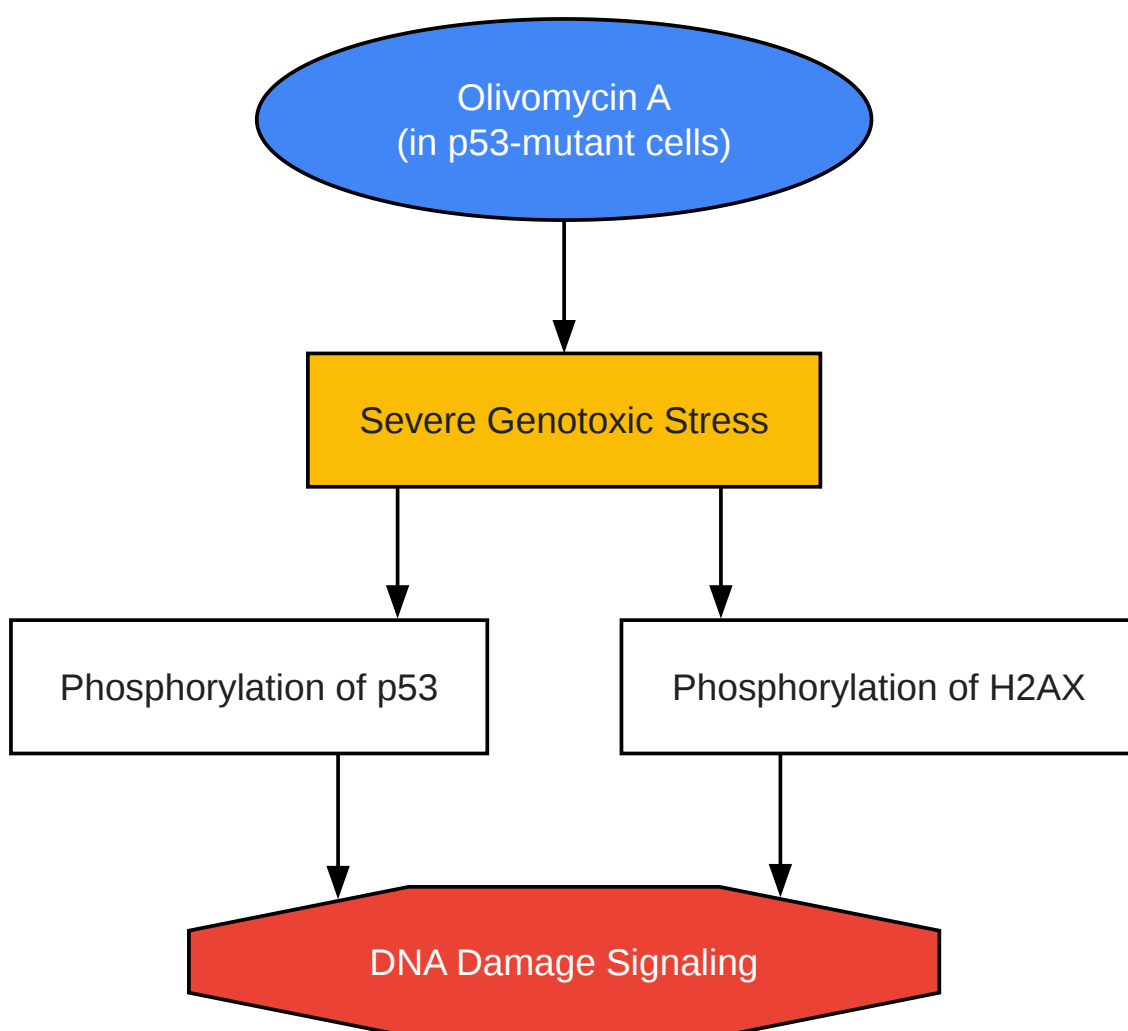 Olivomycin A
(in p53-mutant cells)
Severe Genotoxic Stress
Phosphorylation of p53
Phosphorylation of H2AX
DNA Damage Signaling